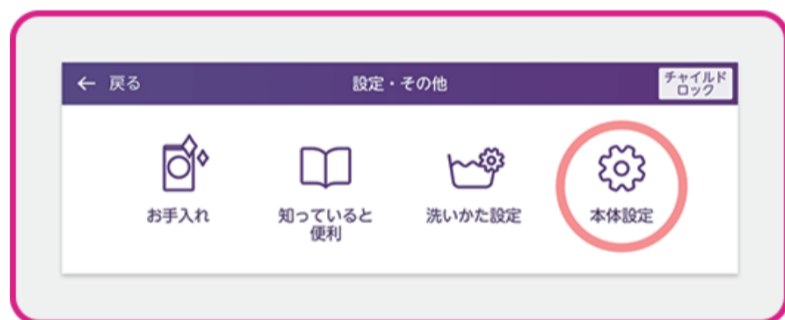 ← 戻る
設定・その他
チャイルド
ロック
お手入れ
知っていると
便利
洗いかた設定
本体設定